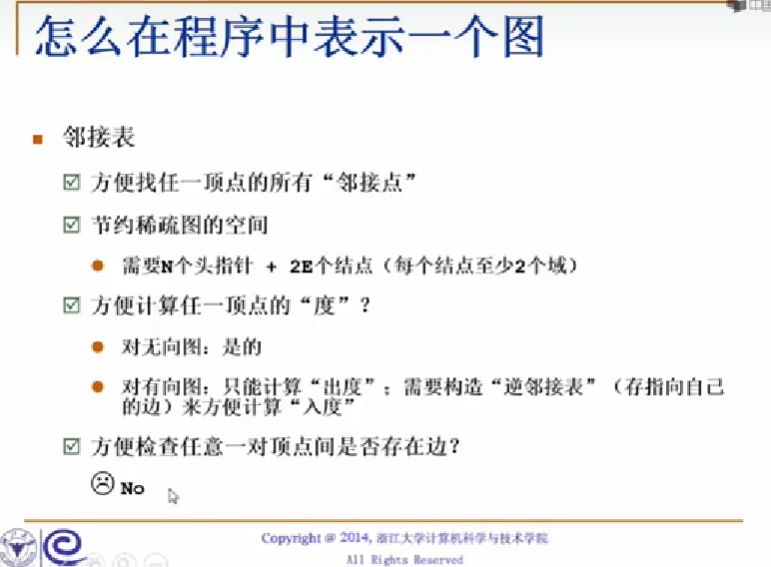 怎么在程序中表示一个图
邻接表
方便找任一顶点的所有“邻接点”
节约稀疏图的空间
需要N个头指针 + 2E个结点（每个结点至少2个域）
方便计算任一顶点的“度”？
对无向图：是的
对有向图：只能计算“出度”；需要构造“逆邻接表”（存指向自己
的边）来方便计算“入度”
方便检查任意一对顶点间是否存在边？
No
Copyright @ 2014, 浙江大学计算机科学与技术学院
All Rights Reserved